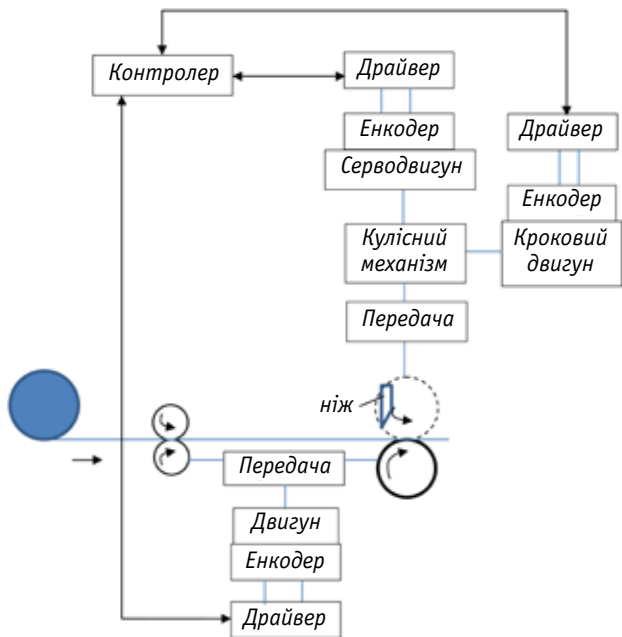 Контролер
Драйвер
Енкодер
Серводвигун
Драйвер
Енкодер
Кроковий
двигун
Кулісний
механізм
Передача
ніж
Передача
Двигун
Енкодер
Драйвер